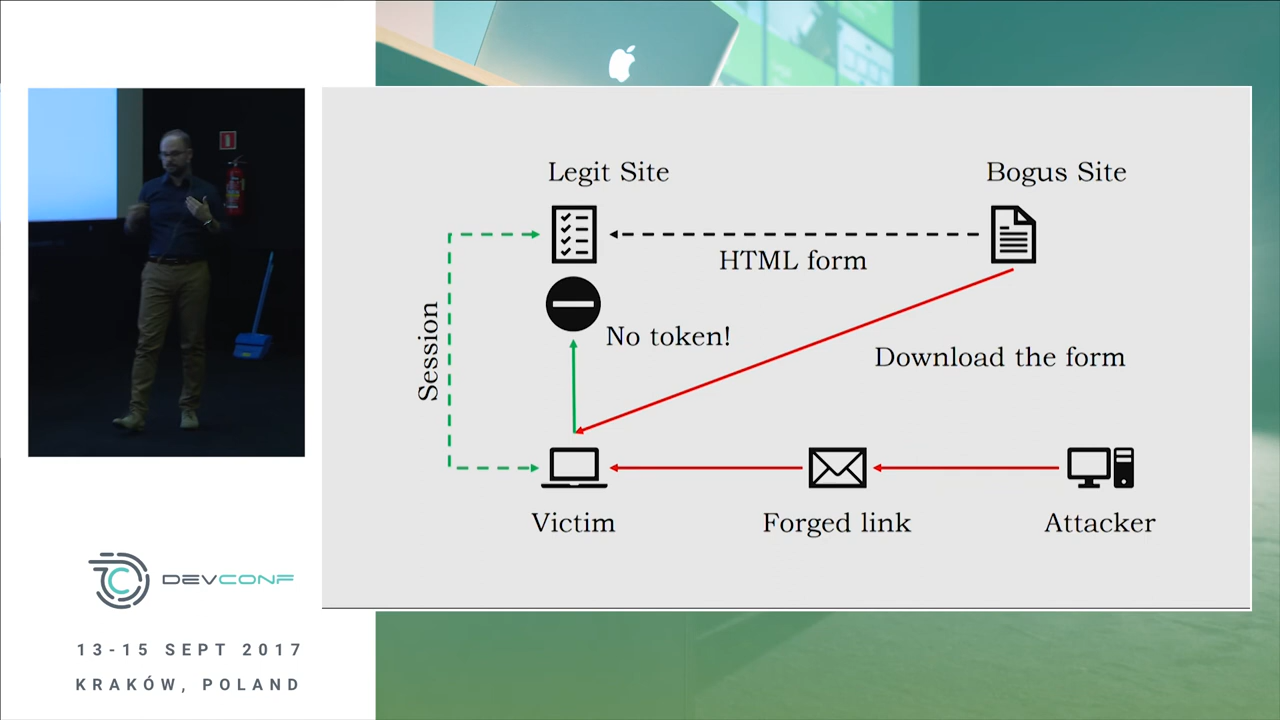 Legit Site
Bogus Site
HTML form
No token!
Session
Download the form
Victim
Forged link
Attacker
DEVCONF
13-15 SEPT 2017
KRAKÓW, POLAND